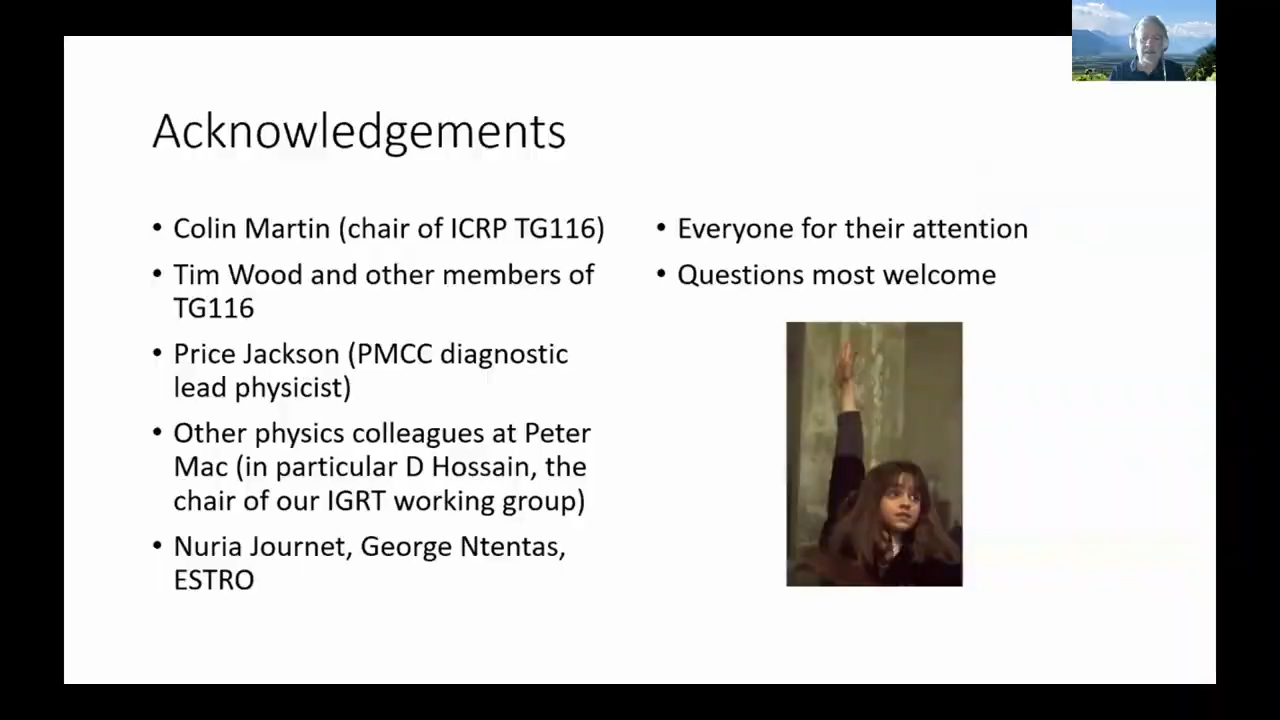 Acknowledgements
• Colin Martin (chair of ICRP TG116)
• Tim Wood and other members of
TG116
• Price Jackson (PMCC diagnostic
lead physicist)
• Other physics colleagues at Peter
Mac (in particular D Hossain, the
chair of our IGRT working group)
• Nuria Journet, George Ntentas,
ESTRO
• Everyone for their attention
• Questions most welcome